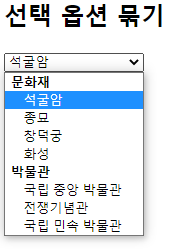 선택 옵션 묶기
석굴암
문화재
석굴암
종묘
창덕궁
화성
박물관
국립 중앙 박물관
전쟁기념관
국립 민속 박물관